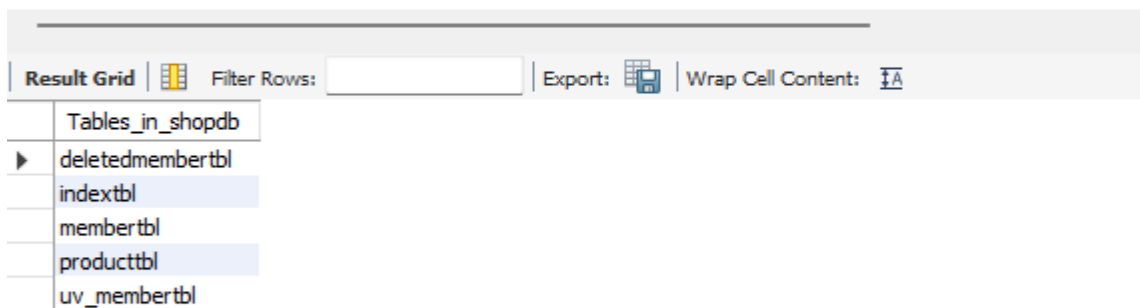 Result Grid Filter Rows: Export: Wrap Cell Content: A
Tables_in_shopdb
deletedmembertbl
indextbl
membertbl
producttbl
uv_membertbl